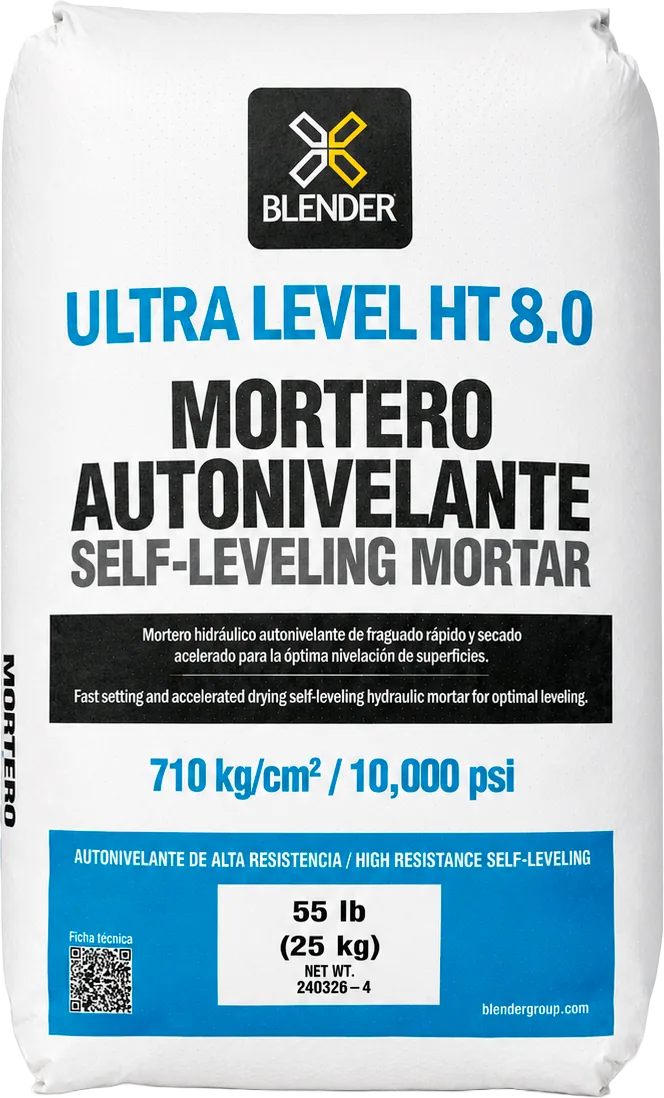 BLENDER
ULTRA LEVEL HT 8.0
MORTERO
AUTONIVELANTE
SELF-LEVELING MORTAR
Mortero hidráulico autonivelante de fraguado rápido y secado
acelerado para la óptima nivelación de superficies.
Fast setting and accelerated drying self-leveling hydraulic mortar for optimal leveling.
MORTERO
710 kg/cm² / 10,000 psi
AUTONIVELANTE DE ALTA RESISTENCIA / HIGH RESISTANCE SELF-LEVELING
55 lb
(25 kg)
NET WT.
240326-4
Ficha técnica
blendergroup.com